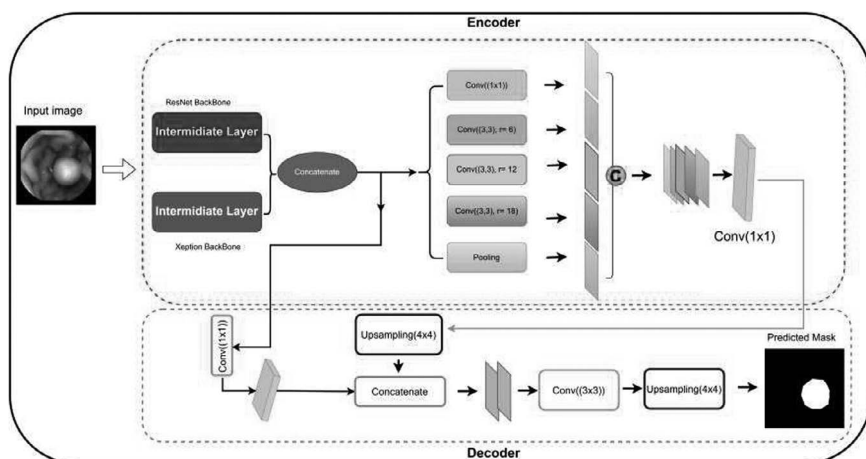 Encoder
Input image
ResNet BackBone
Intermidiate Layer
Concatenate
Intermidiate Layer
Xeption BackBone
Conv((1x1))
Conv((3,3), r= 6)
Conv((3,3), r= 12
Conv((3,3), r= 18)
Pooling
C
Conv(1x1)
Conv((1x1))
Upsampling(4x4)
Concatenate
Conv((3x3))
Upsampling(4x4)
Predicted Mask
Decoder